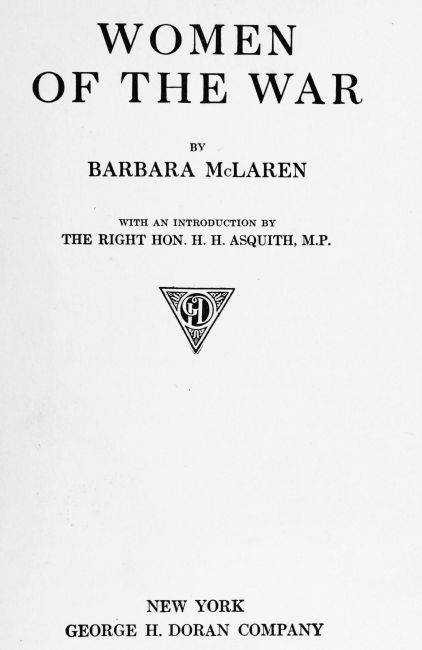 WOMEN
OF THE WAR
BY
BARBARA McLAREN
WITH AN INTRODUCTION BY
THE RIGHT HON. H. H. ASQUITH, M.P.
GHD
NEW YORK
GEORGE H. DORAN COMPANY